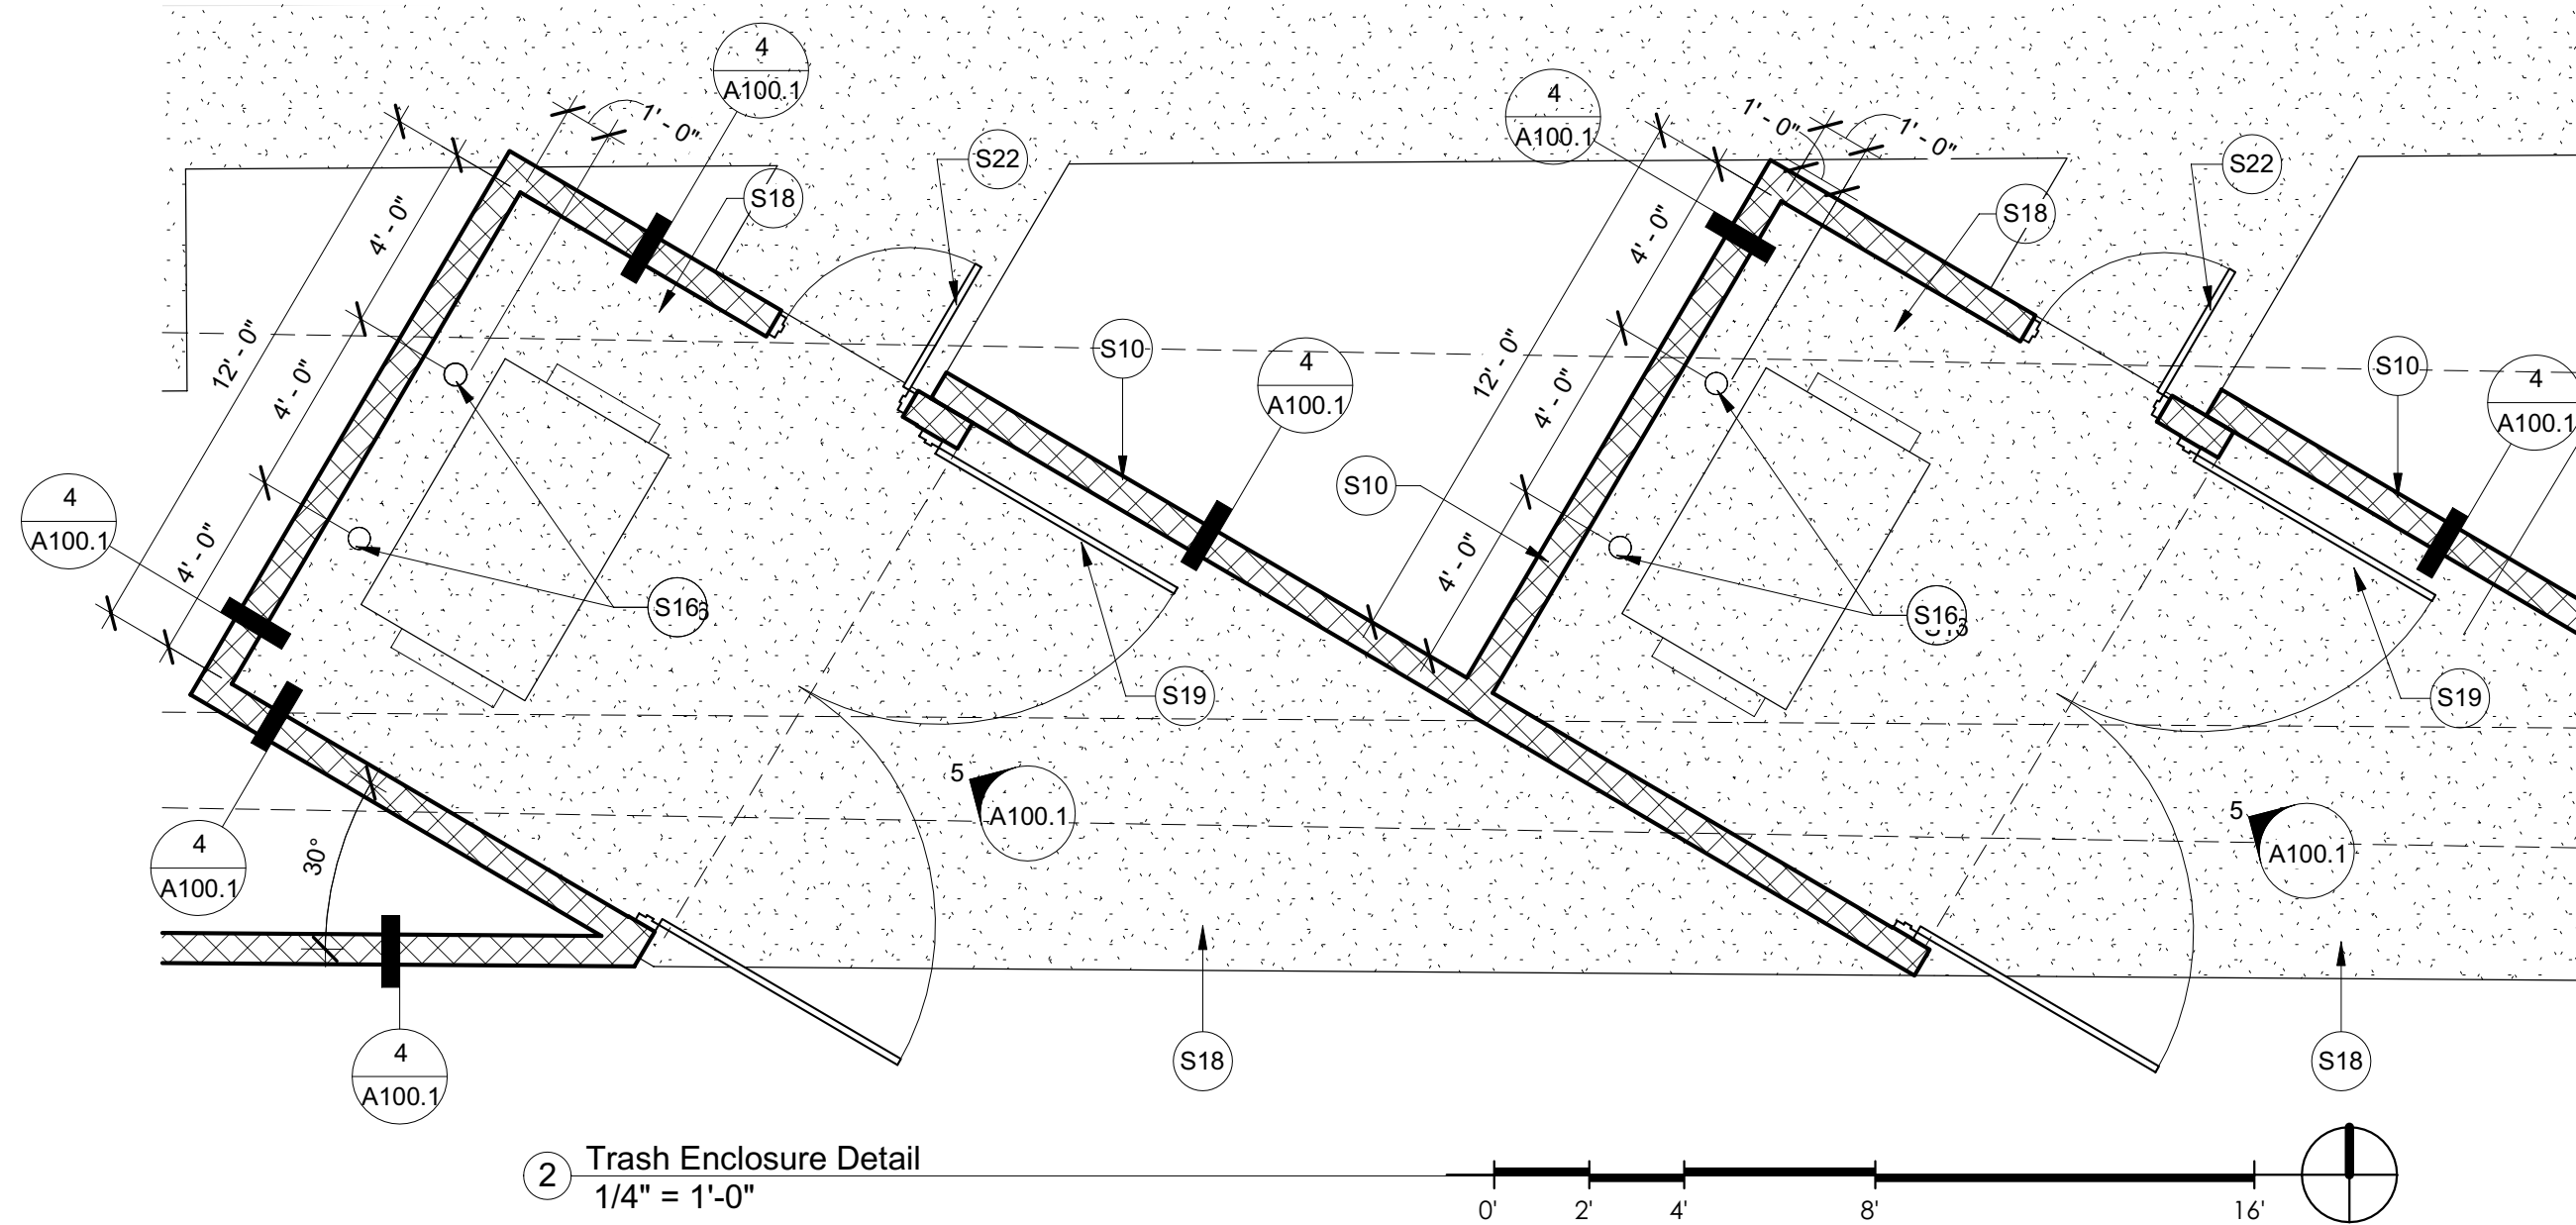 4
A100.1
1' - 0"
S18
S22
4' - 0"
12' - 0"
4' - 0"
4' - 0"
4
A100.1
S16
S10
4
A100.1
S19
5
A100.1
4
A100.1
30°
4
A100.1
S18
4
A100.1
1' - 0"
1' - 0"
S18
S22
4' - 0"
12' - 0"
4' - 0"
4' - 0"
S10
S16
S10
4
A100.1
S19
5
A100.1
S18
2
Trash Enclosure Detail
1/4" = 1'-0"
0' 2' 4' 8' 16'